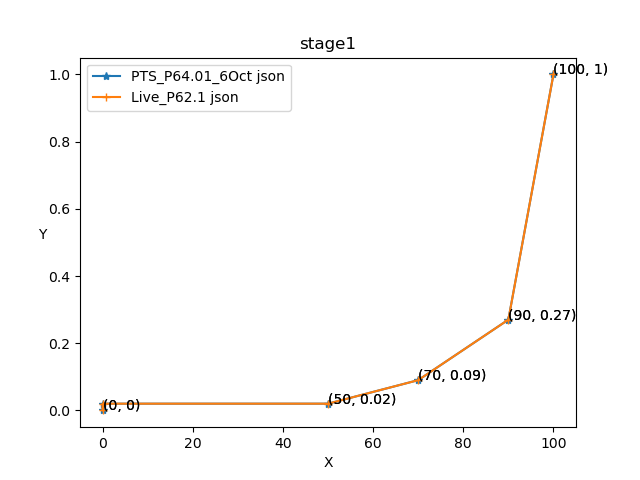 stage1
PTS_P64.01_6Oct json
Live_P62.1 json
Y
1.0
0.8
0.6
0.4
0.2
0.0
(100, 1)
(90, 0.27)
(70, 0.09)
(50, 0.02)
(0, 0)
0 20 40 60 80 100
X